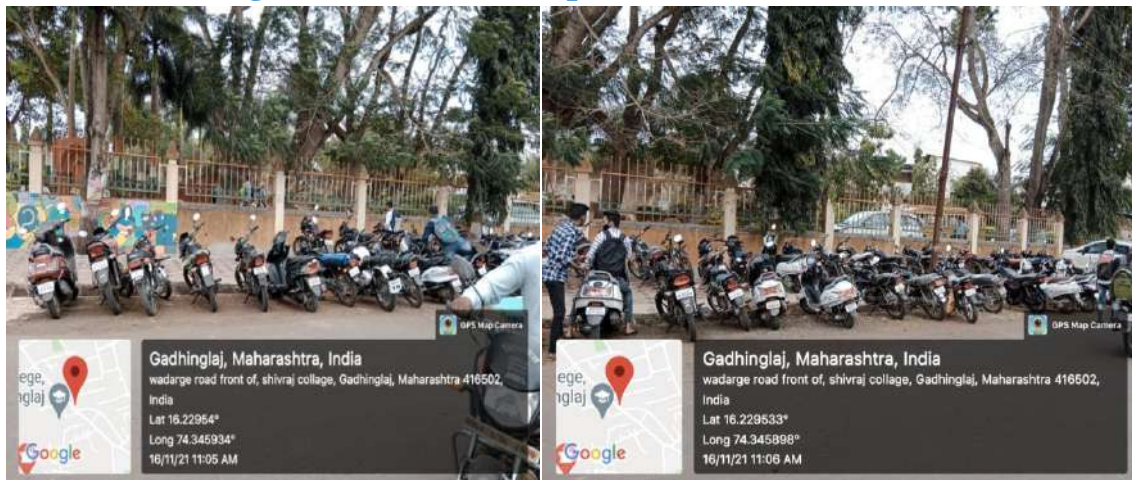 GPS Map Camera
Gadhinglaj, Maharashtra, India
wadarge road front of, shivraj collage, Gadhinglaj, Maharashtra 416502,
India
Lat 16.22954°
Long 74.345934°
16/11/21 11:05 AM
ege,
nglaj
Google
GPS Map Camera
Gadhinglaj, Maharashtra, India
wadarge road front of, shivraj collage, Gadhinglaj, Maharashtra 416502,
India
Lat 16.229533°
Long 74.345898°
16/11/21 11:06 AM
ege,
nglaj
Google